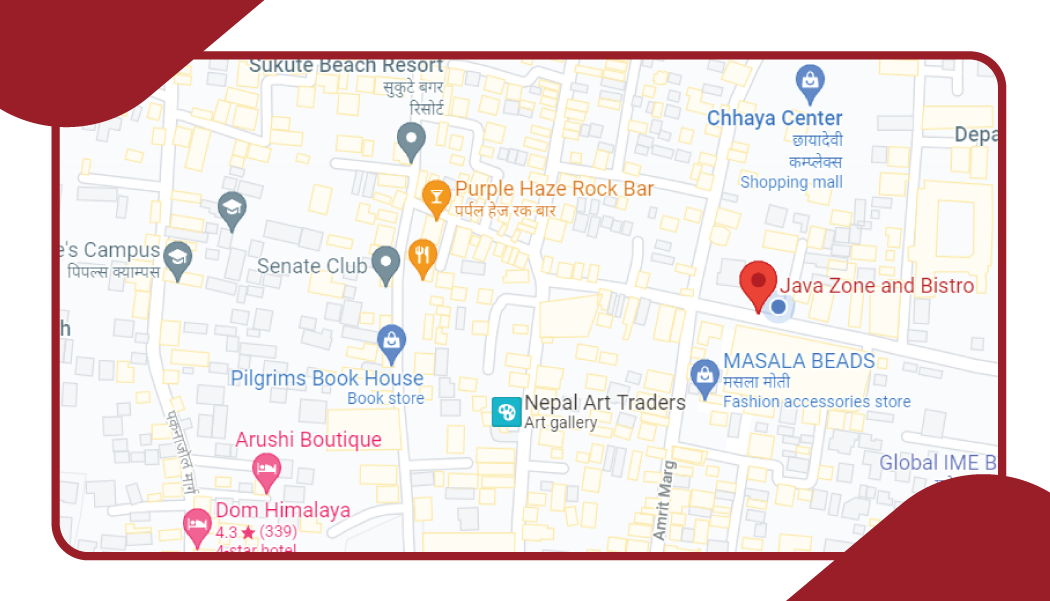 Sukute Beach Resort
सुकुटे बगर
रिसोर्ट
Chhaya Center
छायादेवी
कम्प्लेक्स
Shopping mall
Depa
Purple Haze Rock Bar
पर्पल हेज रक बार
e's Campus
पिपल्स क्याम्पस
Senate Club
Java Zone and Bistro
h
Pilgrims Book House
Book store
MASALA BEADS
मसला मोती
Fashion accessories store
Nepal Art Traders
Art gallery
Arushi Boutique
पकनाजोल मार्ग
Global IME B
Amrit Marg
Dom Himalaya
4.3 ★ (339)
4-star hotel